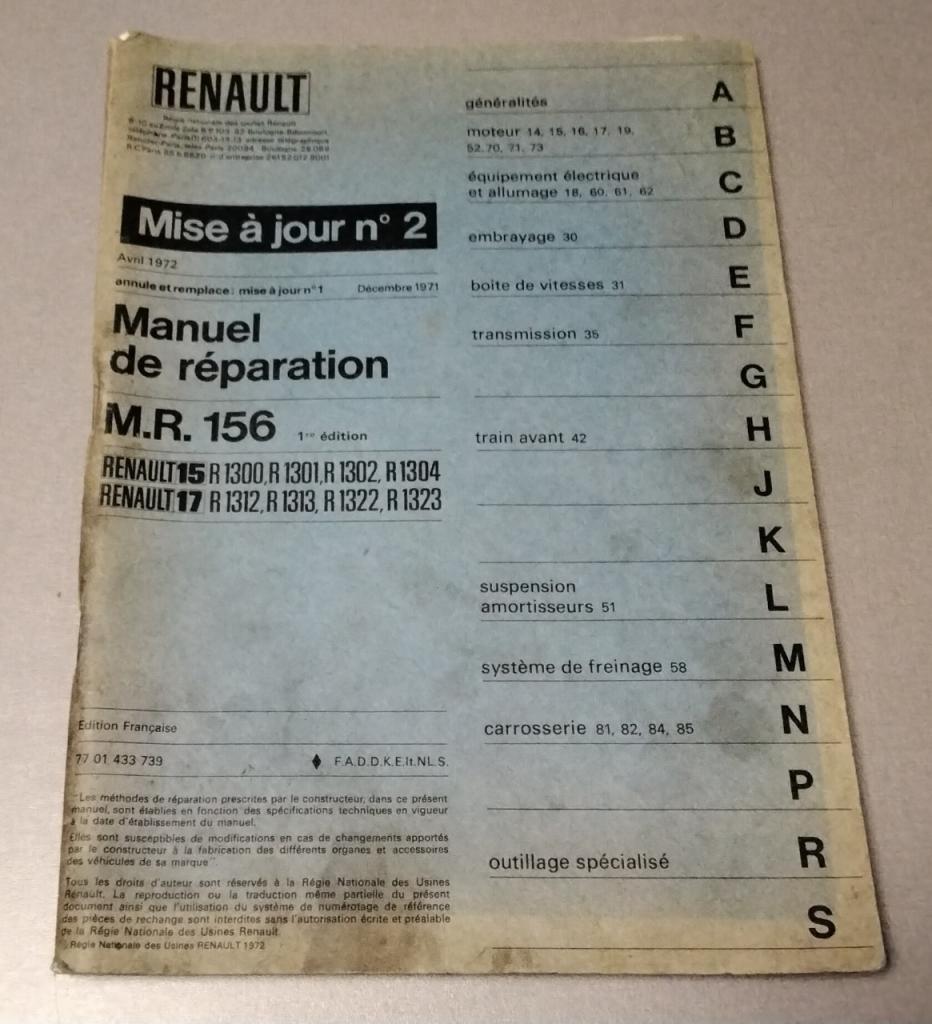 RENAULT
Régie nationale des usines Renault
Mise à jour n° 2
Avril 1972
annule et remplace : mise à jour n° 1 Décembre 1971
Manuel
de réparation
M.R. 156 1re édition
RENAULT 15 R 1300, R 1301, R 1302, R 1304
RENAULT 17 R 1312, R 1313, R 1322, R 1323
Edition Française
77 01 433 739 ♦ F.A.D.D.K.E.It.NL.S.
"Les méthodes de réparation prescrites par le constructeur, dans ce présent
manuel, sont établies en fonction des spécifications techniques en vigueur
à la date d'établissement du manuel.
Elles sont susceptibles de modifications en cas de changements apportés
par le constructeur à la fabrication des différents organes et accessoires
des véhicules de sa marque"
Tous les droits d'auteur sont réservés à la Régie Nationale des Usines
Renault. La reproduction ou la traduction même partielle du présent
document ainsi que l'utilisation du système de numérotage de référence
des pièces de rechange sont interdites sans l'autorisation écrite et préalable
de la Régie Nationale des Usines Renault.
Régie Nationale des Usines RENAULT 1972
généralités A
moteur 14, 15, 16, 17, 19,
52, 70, 71, 73 B
équipement électrique
et allumage 18, 60, 61, 62 C
embrayage 30 D
boite de vitesses 31 E
transmission 35 F
G
train avant 42 H
J
K
suspension
amortisseurs 51 L
système de freinage 58 M
carrosserie 81, 82, 84, 85 N
P
outillage spécialisé R
S